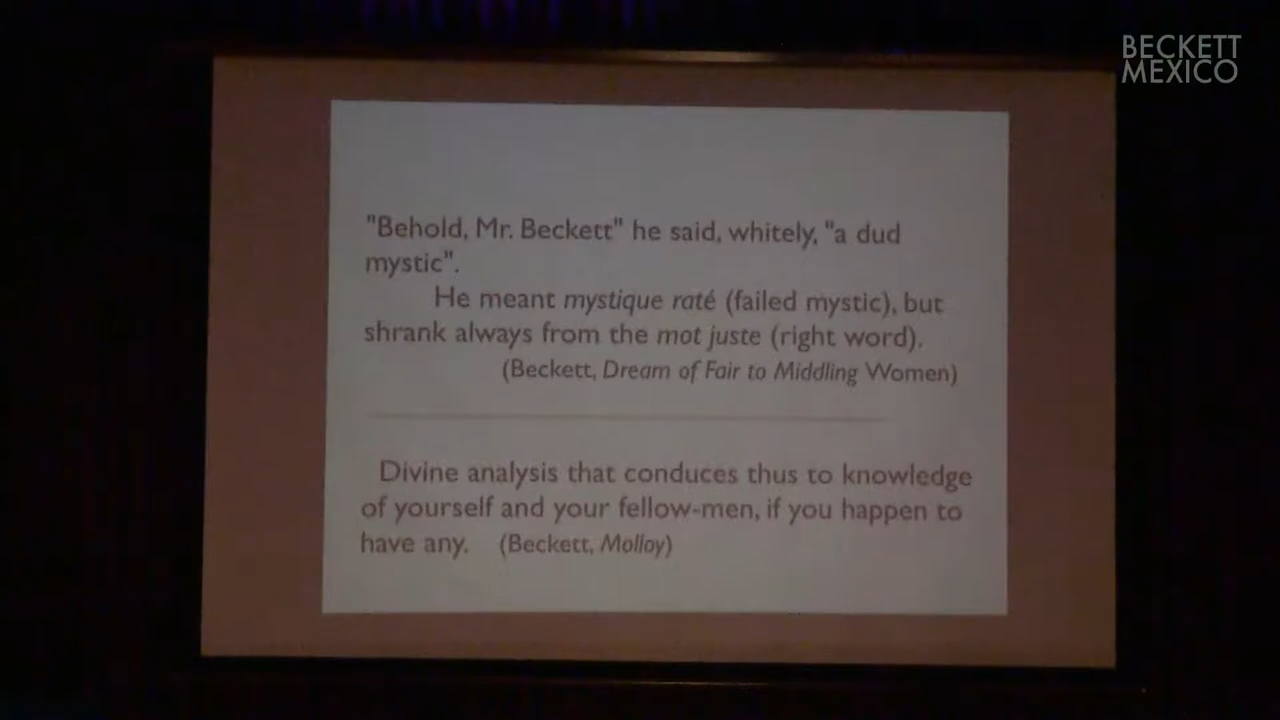 BECKETT
MEXICO
"Behold, Mr. Beckett" he said, whitely, "a dud
mystic".
He meant mystique raté (failed mystic), but
shrank always from the mot juste (right word).
(Beckett, Dream of Fair to Middling Women)
Divine analysis that conduces thus to knowledge
of yourself and your fellow-men, if you happen to
have any. (Beckett, Molloy)